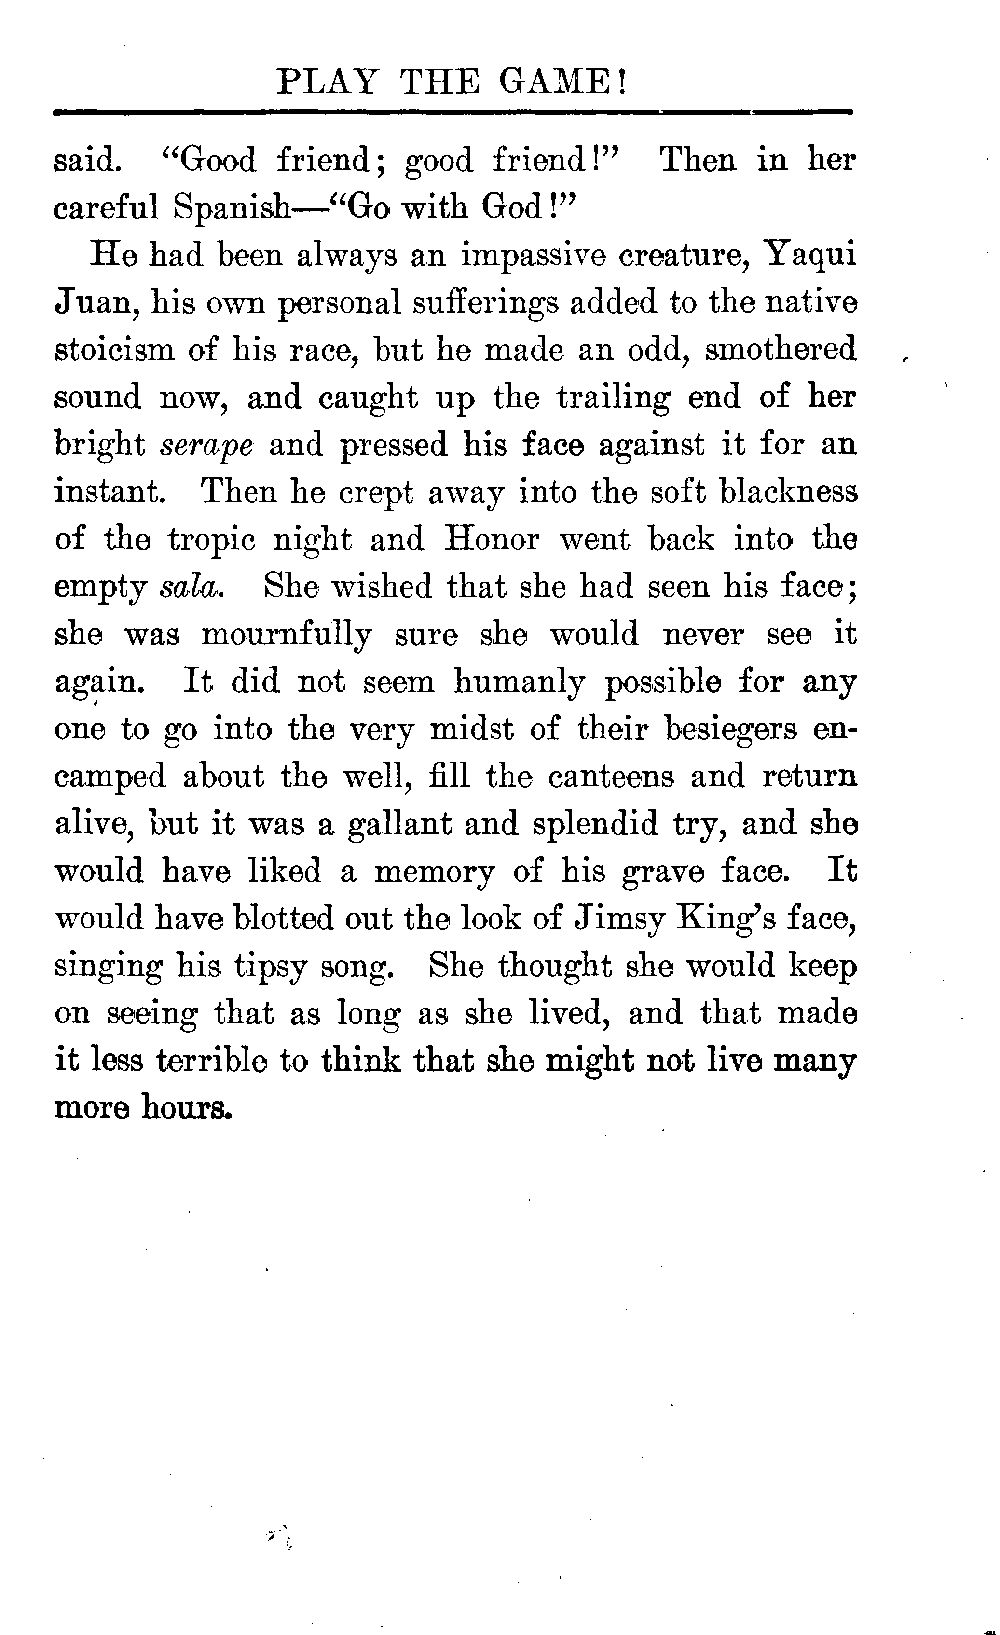 PLAY THE GAME!
said. “Good friend; good friend!” Then in her
careful Spanish—“Go with God!”
He had been always an impassive creature, Yaqui
Juan, his own personal sufferings added to the native
stoicism of his race, but he made an odd, smothered
sound now, and caught up the trailing end of her
bright serape and pressed his face against it for an
instant. Then he crept away into the soft blackness
of the tropic night and Honor went back into the
empty sala. She wished that she had seen his face;
she was mournfully sure she would never see it
again. It did not seem humanly possible for any
one to go into the very midst of their besiegers en-
camped about the well, fill the canteens and return
alive, but it was a gallant and splendid try, and she
would have liked a memory of his grave face. It
would have blotted out the look of Jimsy King’s face,
singing his tipsy song. She thought she would keep
on seeing that as long as she lived, and that made
it less terrible to think that she might not live many
more hours.